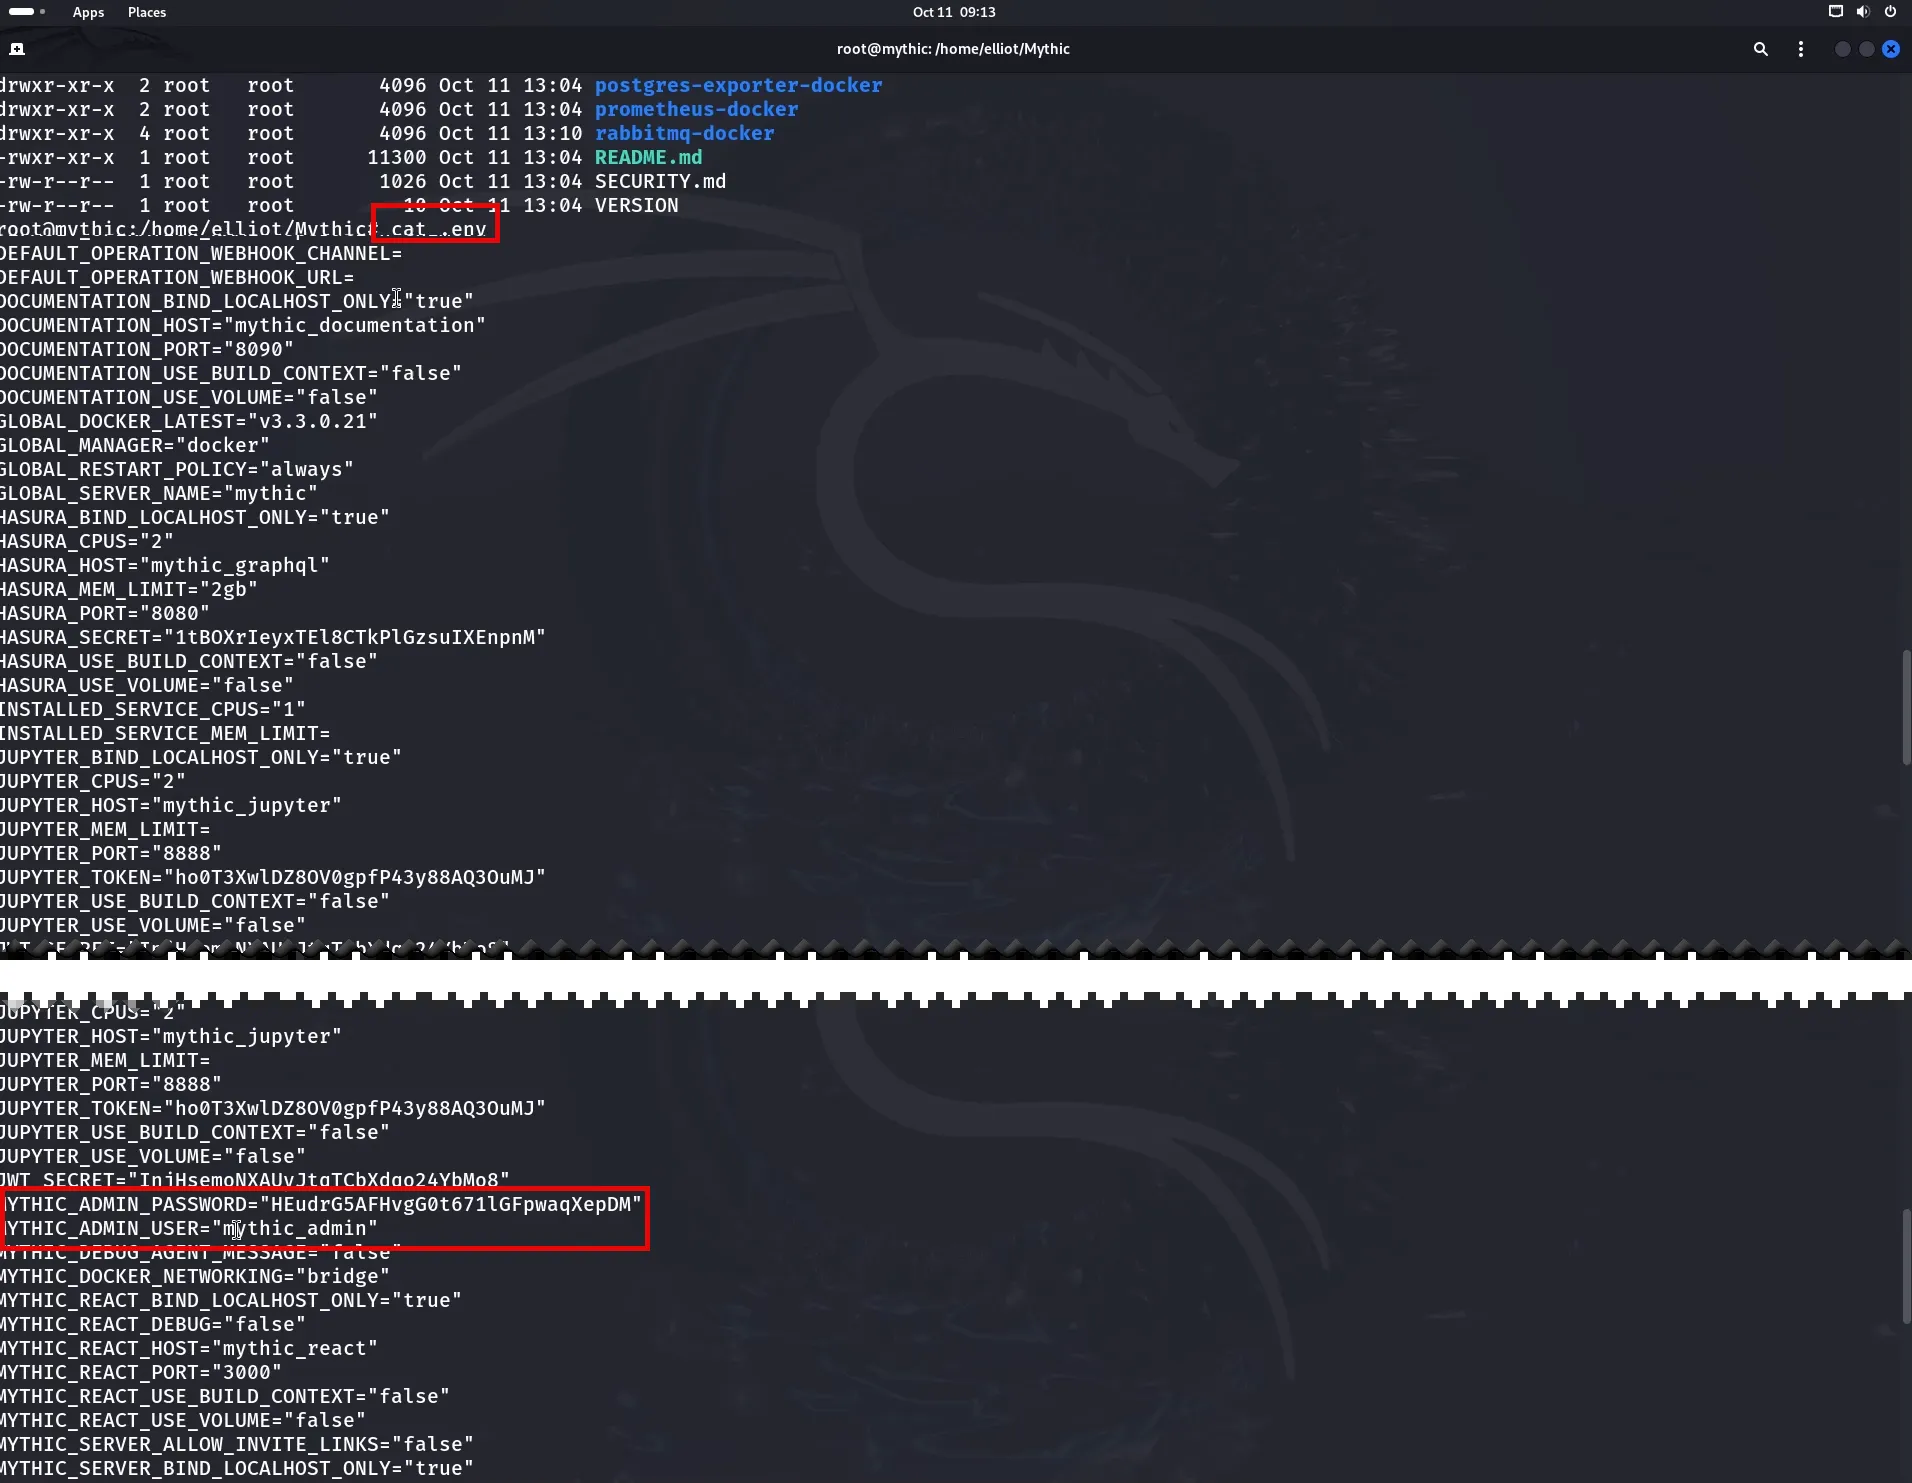 Apps Places Oct 11 09:13
root@mythic: /home/elliot/Mythic
drwxr-xr-x 2 root root 4096 Oct 11 13:04 postgres-exporter-docker
drwxr-xr-x 2 root root 4096 Oct 11 13:04 prometheus-docker
drwxr-xr-x 4 root root 4096 Oct 11 13:10 rabbitmq-docker
-rwxr-xr-x 1 root root 11300 Oct 11 13:04 README.md
-rw-r--r-- 1 root root 1026 Oct 11 13:04 SECURITY.md
-rw-r--r-- 1 root root 10 Oct 11 13:04 VERSION
root@mythic:/home/elliot/Mythic# cat .env
DEFAULT_OPERATION_WEBHOOK_CHANNEL=
DEFAULT_OPERATION_WEBHOOK_URL=
DOCUMENTATION_BIND_LOCALHOST_ONLY="true"
DOCUMENTATION_HOST="mythic_documentation"
DOCUMENTATION_PORT="8090"
DOCUMENTATION_USE_BUILD_CONTEXT="false"
DOCUMENTATION_USE_VOLUME="false"
GLOBAL_DOCKER_LATEST="v3.3.0.21"
GLOBAL_MANAGER="docker"
GLOBAL_RESTART_POLICY="always"
GLOBAL_SERVER_NAME="mythic"
HASURA_BIND_LOCALHOST_ONLY="true"
HASURA_CPUS="2"
HASURA_HOST="mythic_graphql"
HASURA_MEM_LIMIT="2gb"
HASURA_PORT="8080"
HASURA_SECRET="1tBOXrIeyxTEl8CTkPlGzsuIXEnpnM"
HASURA_USE_BUILD_CONTEXT="false"
HASURA_USE_VOLUME="false"
INSTALLED_SERVICE_CPUS="1"
INSTALLED_SERVICE_MEM_LIMIT=
JUPYTER_BIND_LOCALHOST_ONLY="true"
JUPYTER_CPUS="2"
JUPYTER_HOST="mythic_jupyter"
JUPYTER_MEM_LIMIT=
JUPYTER_PORT="8888"
JUPYTER_TOKEN="ho0T3XwlDZ8OV0gpfP43y88AQ3OuMJ"
JUPYTER_USE_BUILD_CONTEXT="false"
JUPYTER_USE_VOLUME="false"
JUPYTER_CPUS="2"
JUPYTER_HOST="mythic_jupyter"
JUPYTER_MEM_LIMIT=
JUPYTER_PORT="8888"
JUPYTER_TOKEN="ho0T3XwlDZ8OV0gpfP43y88AQ3OuMJ"
JUPYTER_USE_BUILD_CONTEXT="false"
JUPYTER_USE_VOLUME="false"
JWT_SECRET=
MYTHIC_ADMIN_PASSWORD="HEudrG5AFHvgG0t671lGFpwaqXepDM"
MYTHIC_ADMIN_USER="mythic_admin"
MYTHIC_DEBUG_AGENT_MESSAGE="false"
MYTHIC_DOCKER_NETWORKING="bridge"
MYTHIC_REACT_BIND_LOCALHOST_ONLY="true"
MYTHIC_REACT_DEBUG="false"
MYTHIC_REACT_HOST="mythic_react"
MYTHIC_REACT_PORT="3000"
MYTHIC_REACT_USE_BUILD_CONTEXT="false"
MYTHIC_REACT_USE_VOLUME="false"
MYTHIC_SERVER_ALLOW_INVITE_LINKS="false"
MYTHIC_SERVER_BIND_LOCALHOST_ONLY="true"